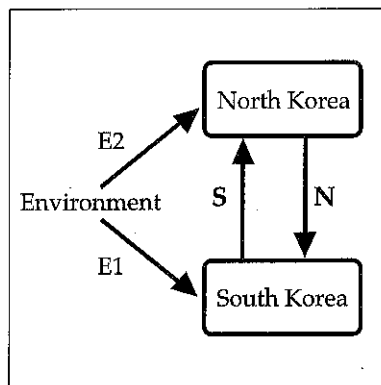 North Korea
E2
Environment
S
N
E1
South Korea